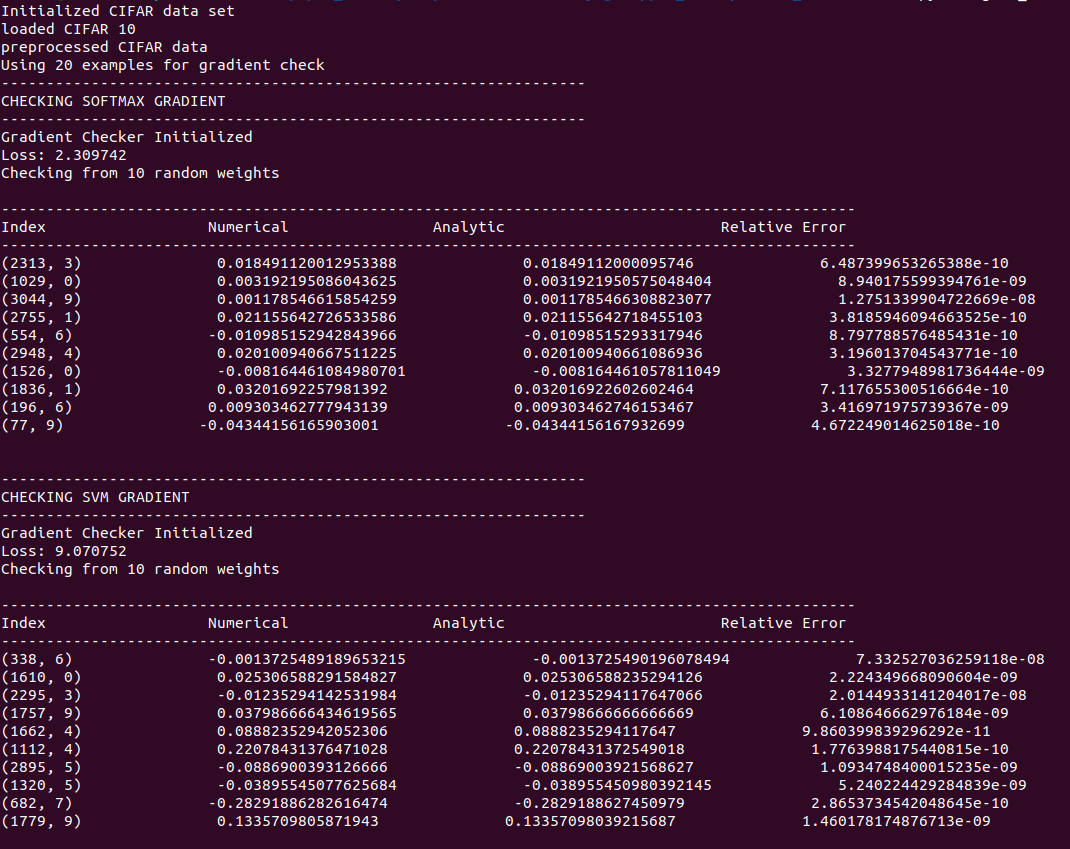 Initialized CIFAR data set
loaded CIFAR 10
preprocessed CIFAR data
Using 20 examples for gradient check
-----------------------------------------------------------------
CHECKING SOFTMAX GRADIENT
-----------------------------------------------------------------
Gradient Checker Initialized
Loss: 2.309742
Checking from 10 random weights
-----------------------------------------------------------------------------------------------
Index Numerical Analytic Relative Error
-----------------------------------------------------------------------------------------------
(2313, 3) 0.018491120012953388 0.01849112000095746 6.487399653265388e-10
(1029, 0) 0.003192195086043625 0.0031921950575048404 8.940175599394761e-09
(3044, 9) 0.001178546615854259 0.0011785466308823077 1.2751339904722669e-08
(2755, 1) 0.021155642726533586 0.021155642718455103 3.8185946094663525e-10
(554, 6) -0.010985152942843966 -0.01098515293317946 8.797788576485431e-10
(2948, 4) 0.020100940667511225 0.020100940661086936 3.196013704543771e-10
(1526, 0) -0.008164461084980701 -0.008164461057811049 3.3277948981736444e-09
(1836, 1) 0.03201692257981392 0.032016922602602464 7.117655300516664e-10
(196, 6) 0.009303462777943139 0.009303462746153467 3.416971975739367e-09
(77, 9) -0.04344156165903001 -0.04344156167932699 4.672249014625018e-10
-----------------------------------------------------------------
CHECKING SVM GRADIENT
-----------------------------------------------------------------
Gradient Checker Initialized
Loss: 9.070752
Checking from 10 random weights
-----------------------------------------------------------------------------------------------
Index Numerical Analytic Relative Error
-----------------------------------------------------------------------------------------------
(338, 6) -0.0013725489189653215 -0.0013725490196078494 7.332527036259118e-08
(1610, 0) 0.025306588291584827 0.025306588235294126 2.224349668090604e-09
(2295, 3) -0.01235294142531984 -0.01235294117647066 2.0144933141204017e-08
(1757, 9) 0.037986666434619565 0.03798666666666669 6.108646662976184e-09
(1662, 4) 0.08882352942052306 0.0888235294117647 9.860399839296292e-11
(1112, 4) 0.22078431376471028 0.22078431372549018 1.7763988175440815e-10
(2895, 5) -0.0886900393126666 -0.08869003921568627 1.0934748400015235e-09
(1320, 5) -0.03895545077625684 -0.038955450980392145 5.240224429284839e-09
(682, 7) -0.28291886282616474 -0.2829188627450979 2.8653734542048645e-10
(1779, 9) 0.1335709805871943 0.13357098039215687 1.460178174876713e-09